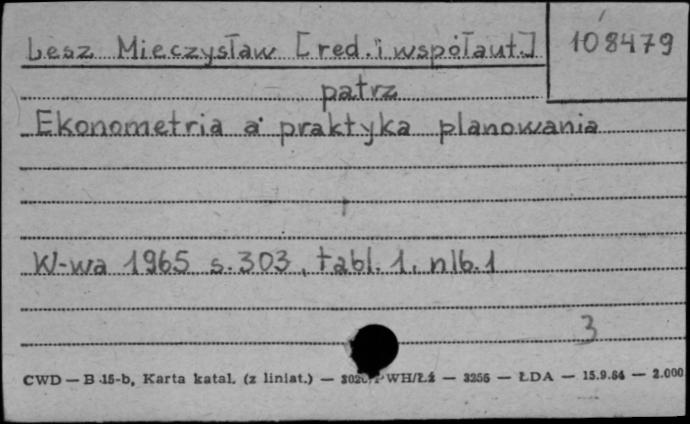 Lesz Mieczysław [red. i współaut.]
108479
patrz
Ekonometria a praktyka planowania
W-wa 1965 s. 303, tabl. 1, nlb. 1
3
CWD — B 15-b, Karta katal. (z liniat.) — WH/Łż — 3256 — ŁDA — 15.9.64 — 2.000